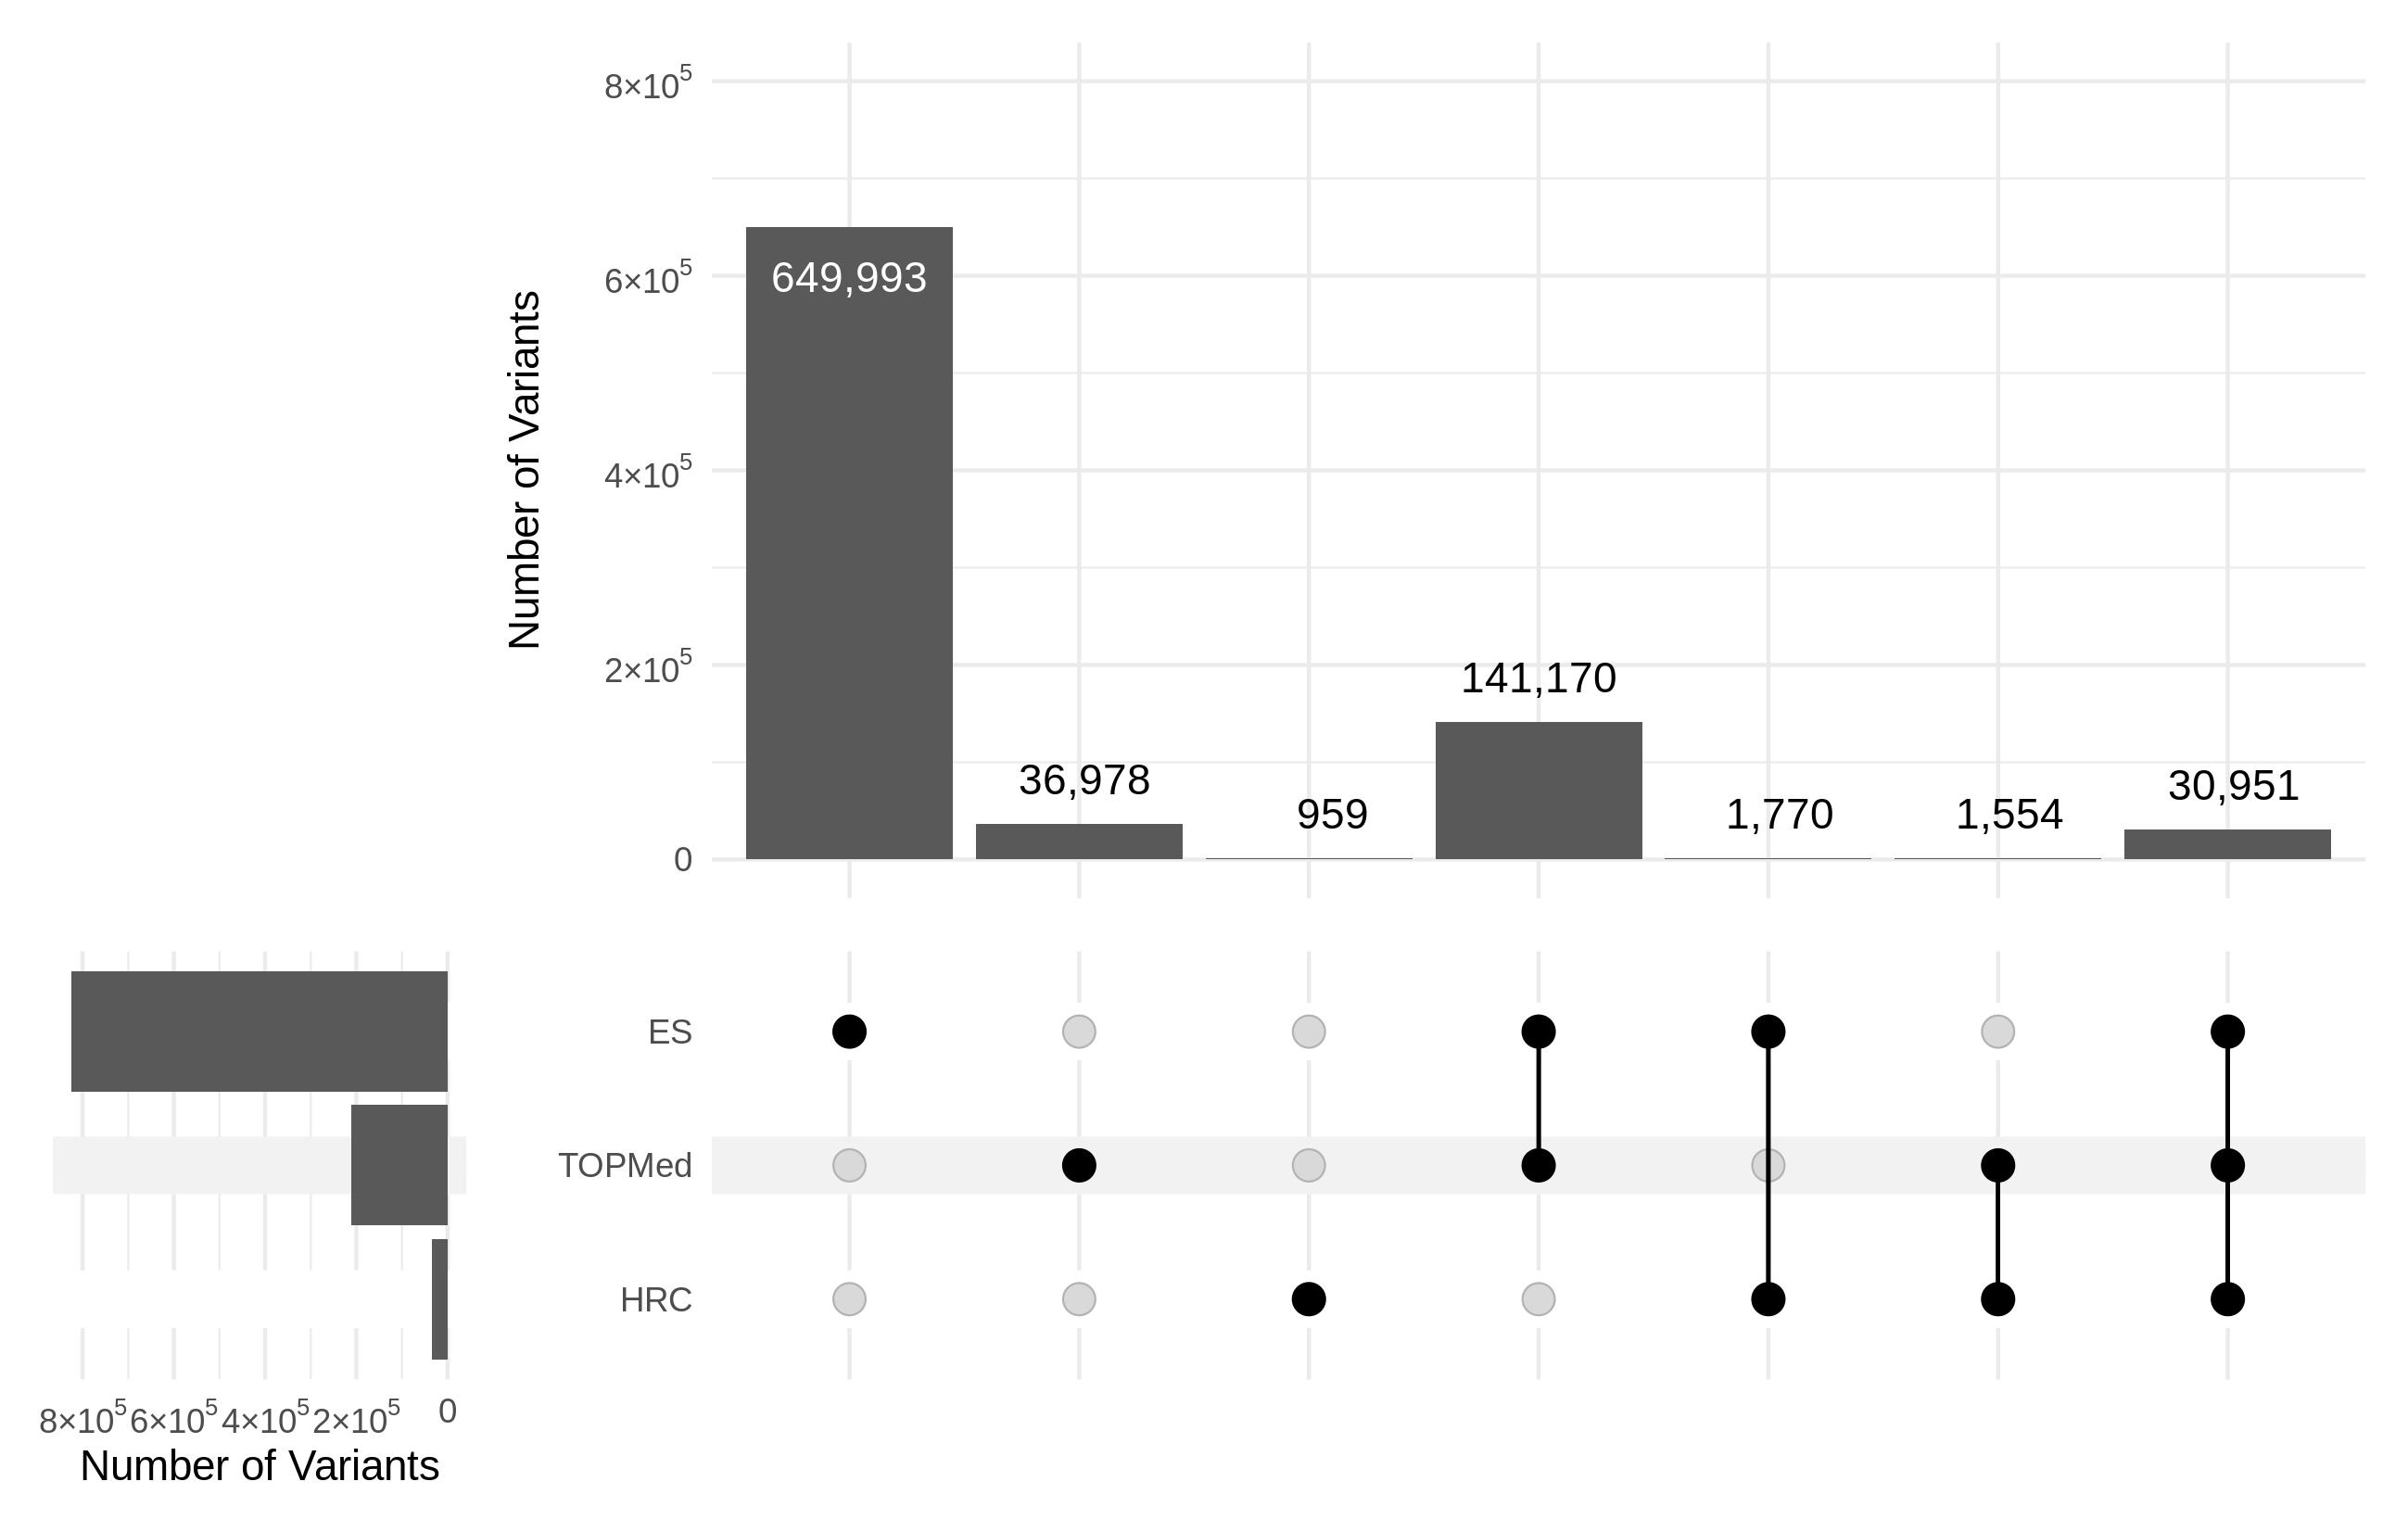 8×10⁵
6×10⁵
4×10⁵
2×10⁵
0
Number of Variants
649,993
36,978
959
141,170
1,770
1,554
30,951
ES
TOPMed
HRC
8×10⁵ 6×10⁵ 4×10⁵ 2×10⁵ 0
Number of Variants